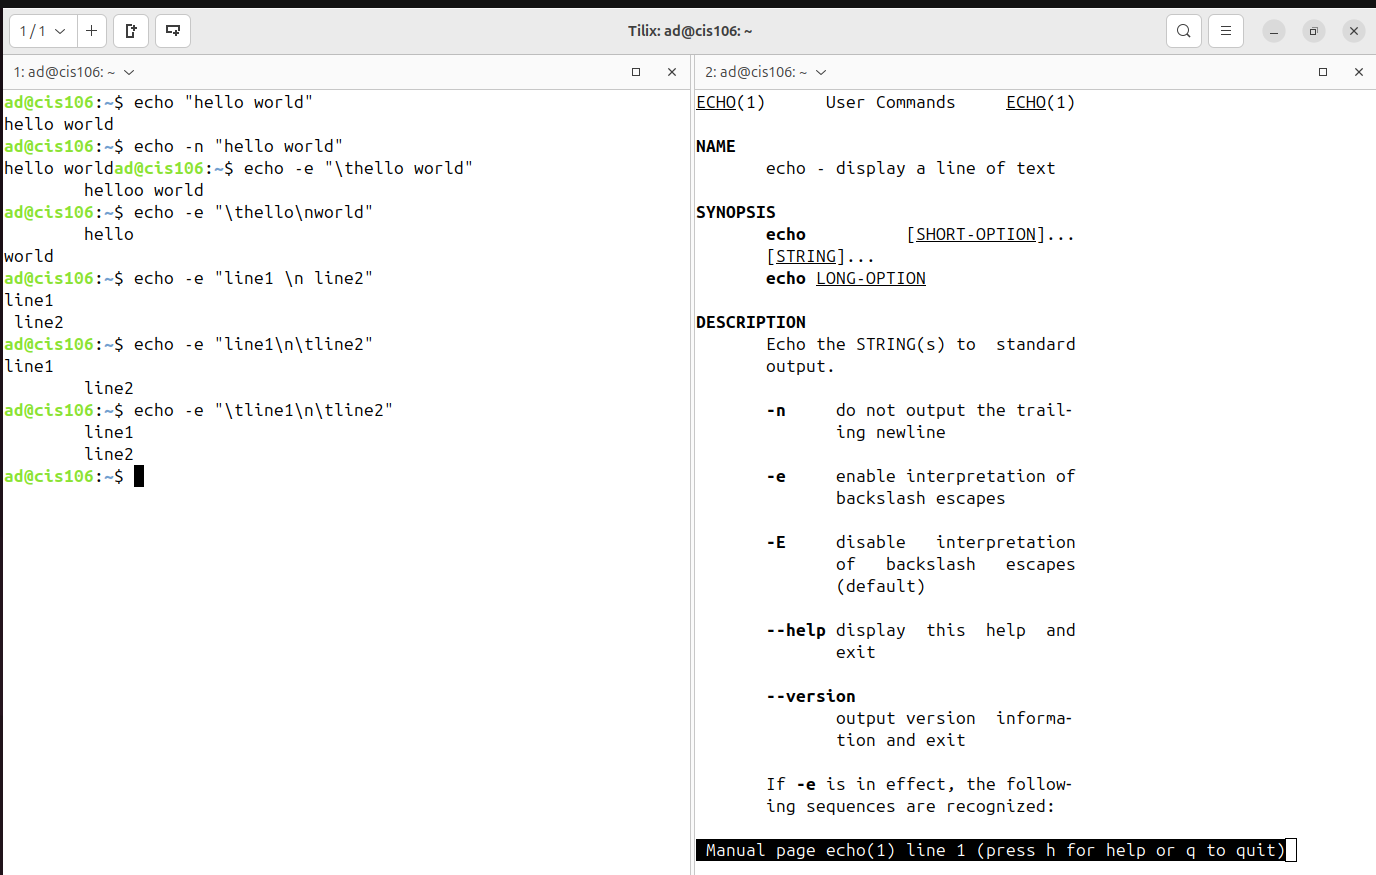 1 / 1
Tilix: ad@cis106: ~
1: ad@cis106: ~
ad@cis106:~$ echo "hello world"
hello world
ad@cis106:~$ echo -n "hello world"
hello worldad@cis106:~$ echo -e "\thello world"
        helloo world
ad@cis106:~$ echo -e "\thello\nworld"
        hello
world
ad@cis106:~$ echo -e "line1 \n line2"
line1
 line2
ad@cis106:~$ echo -e "line1\n\tline2"
line1
        line2
ad@cis106:~$ echo -e "\tline1\n\tline2"
        line1
        line2
ad@cis106:~$
2: ad@cis106: ~
ECHO(1)      User Commands     ECHO(1)
NAME
       echo - display a line of text
SYNOPSIS
       echo          [SHORT-OPTION]...
       [STRING]...
       echo LONG-OPTION
DESCRIPTION
       Echo the STRING(s) to  standard
       output.
       -n     do not output the trail-
              ing newline
       -e     enable interpretation of
              backslash escapes
       -E     disable   interpretation
              of   backslash   escapes
              (default)
       --help display  this  help  and
              exit
       --version
              output version  informa-
              tion and exit
       If -e is in effect, the follow-
       ing sequences are recognized:
 Manual page echo(1) line 1 (press h for help or q to quit)